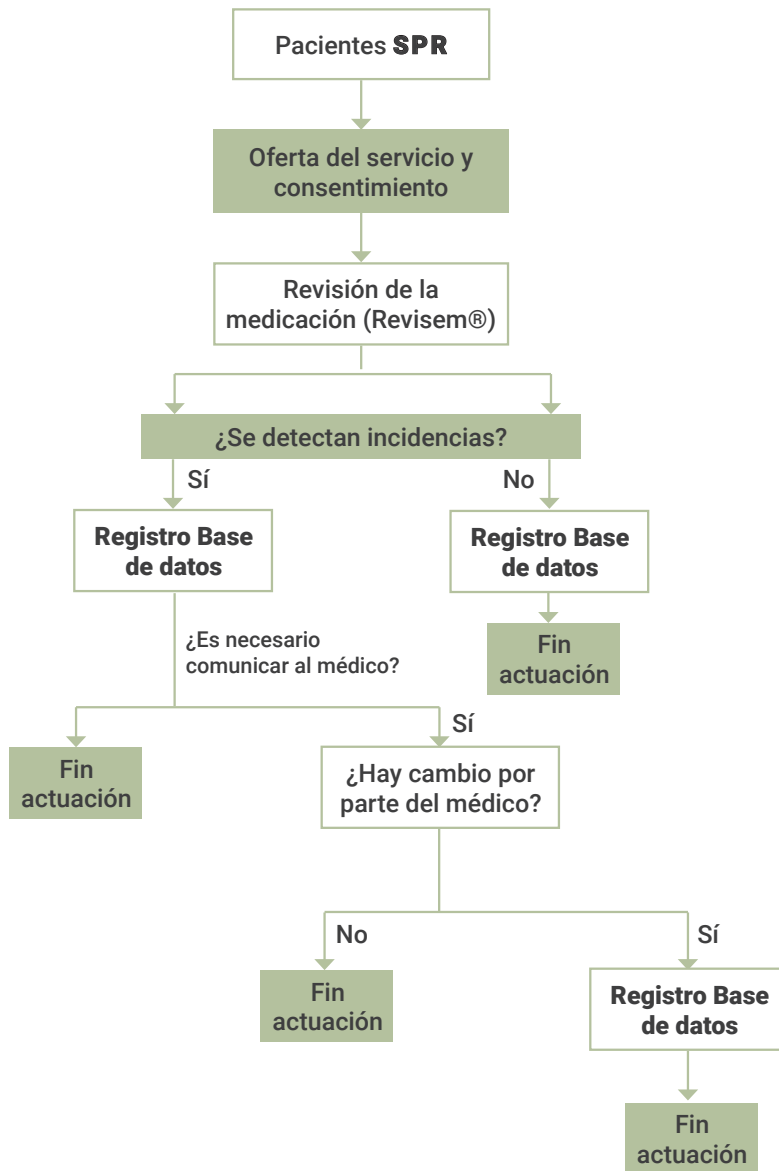 Pacientes SPR
Oferta del servicio y
consentimiento
Revisión de la
medicación (Revisem®)
¿Se detectan incidencias?
Sí
No
Registro Base
de datos
Registro Base
de datos
¿Es necesario
comunicar al médico?
Fin
actuación
Sí
Fin
actuación
¿Hay cambio por
parte del médico?
No
Sí
Fin
actuación
Registro Base
de datos
Fin
actuación